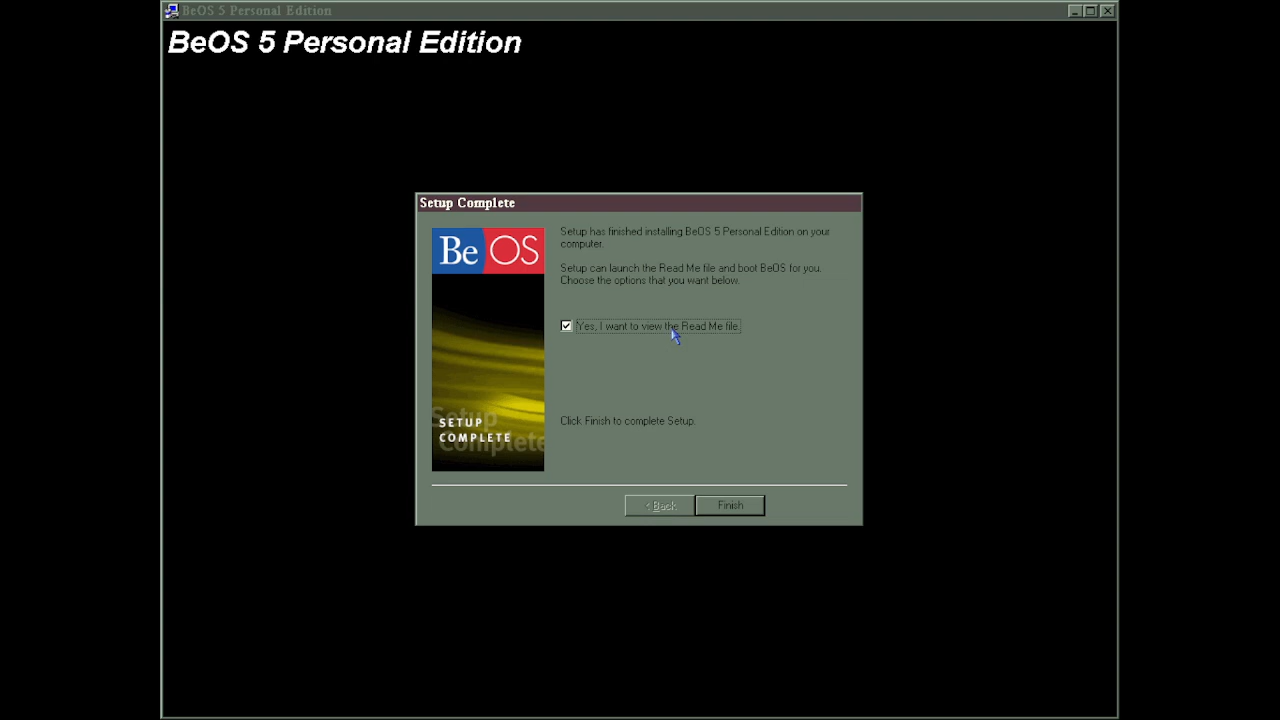 BeOS 5 Personal Edition
BeOS 5 Personal Edition
Setup Complete
Be OS
Setup has finished installing BeOS 5 Personal Edition on your
computer.
Setup can launch the Read Me file and boot BeOS for you.
Choose the options that you want below.
Yes, I want to view the Read Me file.
Setup
Complete
SETUP
COMPLETE
Click Finish to complete Setup.
< Back
Finish